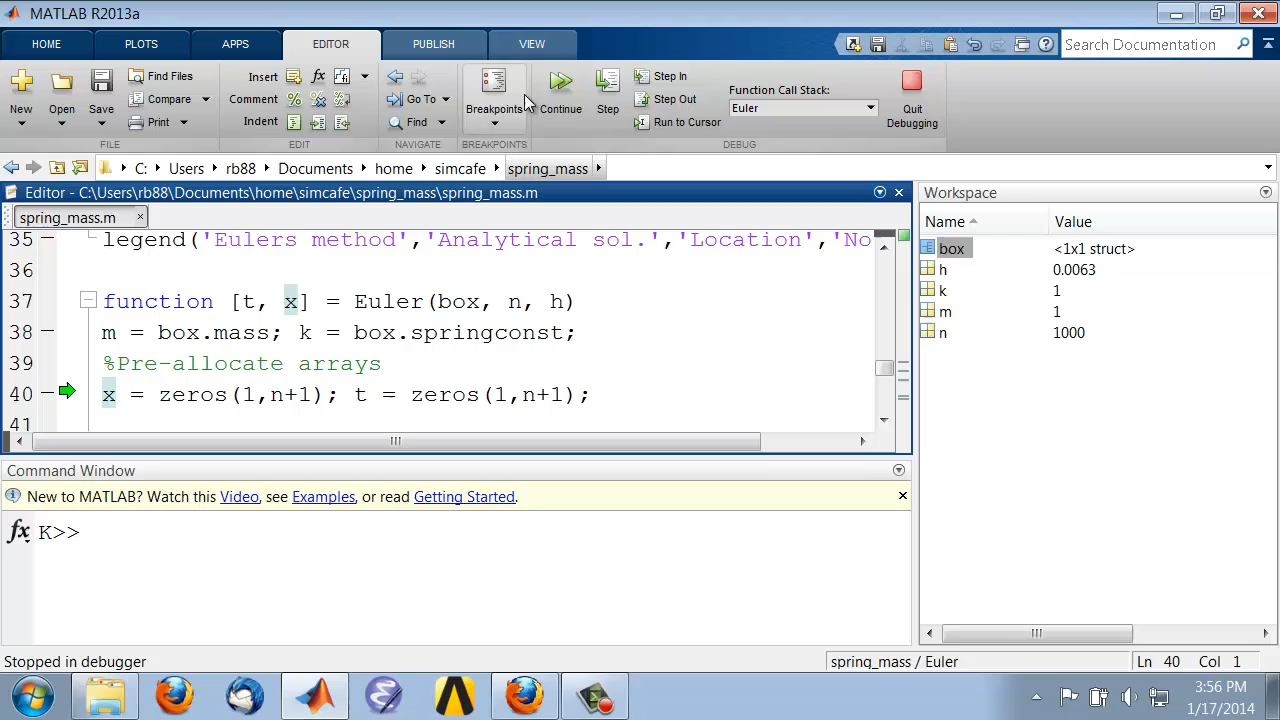 MATLAB R2013a
HOME PLOTS APPS EDITOR PUBLISH VIEW Search Documentation
New Open Save Find Files Compare Print FILE
Insert fx Comment % Indent EDIT
Go To Find NAVIGATE
Breakpoints BREAKPOINTS
Continue Step Step In Step Out Run to Cursor Function Call Stack: Euler Quit Debugging DEBUG
C: Users rb88 Documents home simcafe spring_mass
Editor - C:\Users\rb88\Documents\home\simcafe\spring_mass\spring_mass.m
spring_mass.m
35 legend('Eulers method','Analytical sol.','Location','No
36
37 function [t, x] = Euler(box, n, h)
38 m = box.mass; k = box.springconst;
39 %Pre-allocate arrays
40 x = zeros(1,n+1); t = zeros(1,n+1);
41
Workspace
Name Value
box <1x1 struct>
h 0.0063
k 1
m 1
n 1000
Command Window
New to MATLAB? Watch this Video, see Examples, or read Getting Started.
fx K>>
Stopped in debugger
spring_mass / Euler Ln 40 Col 1
3:56 PM
1/17/2014